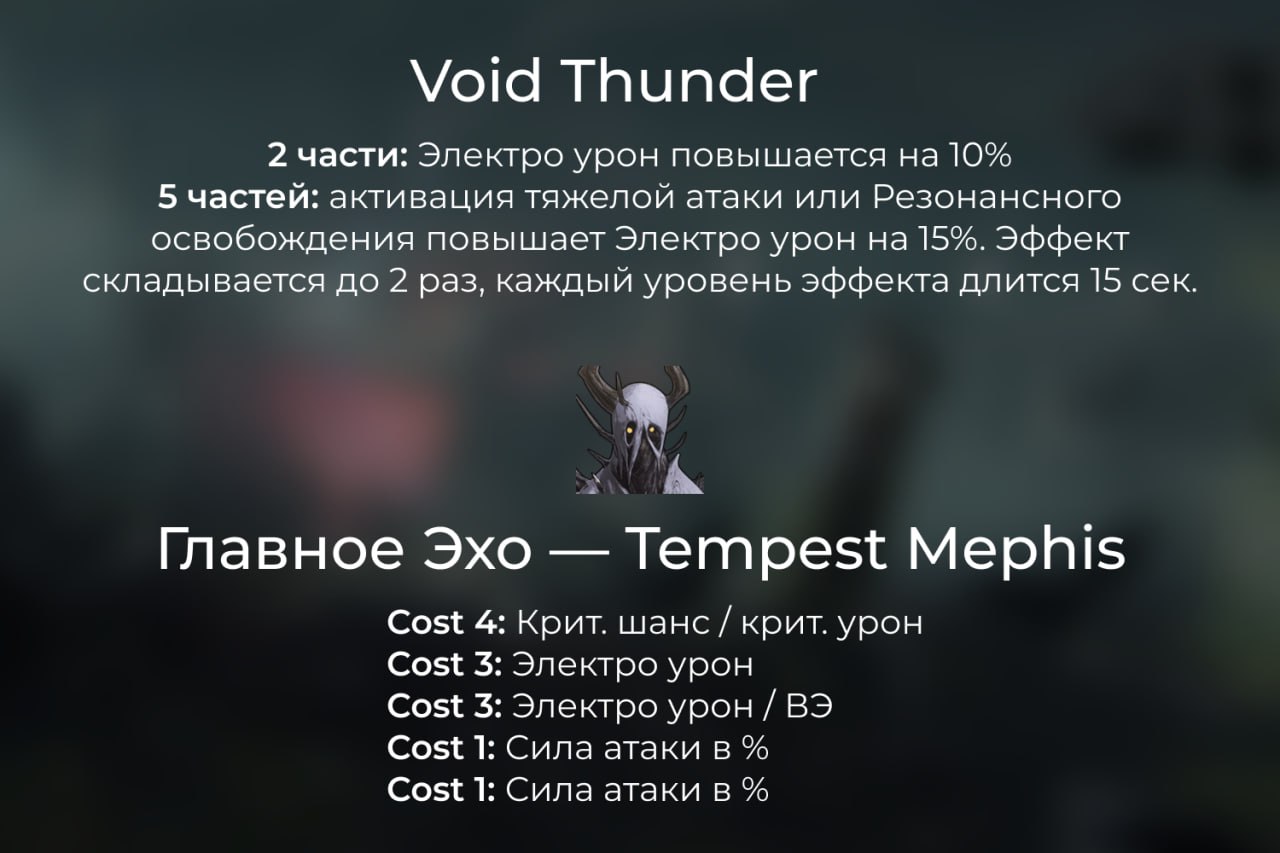 Void Thunder
2 части: Электро урон повышается на 10%
5 частей: активация тяжелой атаки или Резонансного
освобождения повышает Электро урон на 15%. Эффект
складывается до 2 раз, каждый уровень эффекта длится 15 сек.
Главное Эхо — Tempest Mephis
Cost 4: Крит. шанс / крит. урон
Cost 3: Электро урон
Cost 3: Электро урон / ВЭ
Cost 1: Сила атаки в %
Cost 1: Сила атаки в %